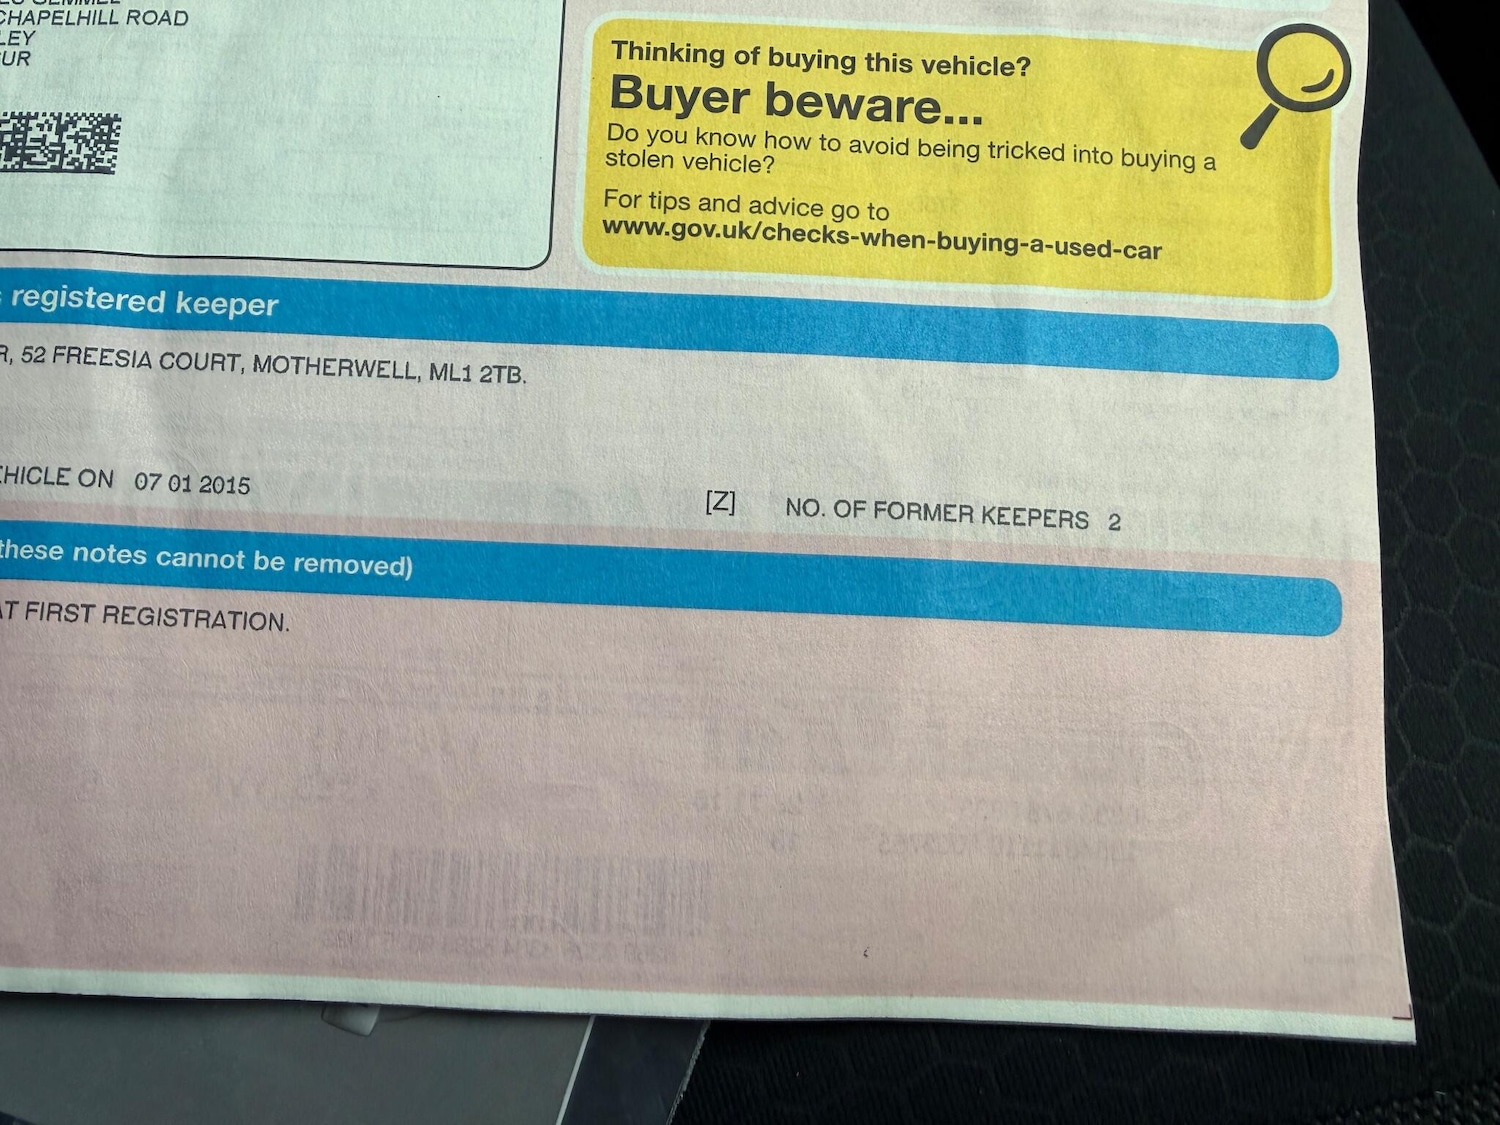 CHAPELHILL ROAD
LEY
UR
Thinking of buying this vehicle?
Buyer beware...
Do you know how to avoid being tricked into buying a
stolen vehicle?
For tips and advice go to
www.gov.uk/checks-when-buying-a-used-car
registered keeper
R, 52 FREESIA COURT, MOTHERWELL, ML1 2TB.
EHICLE ON 07 01 2015
[Z] NO. OF FORMER KEEPERS 2
these notes cannot be removed)
AT FIRST REGISTRATION.